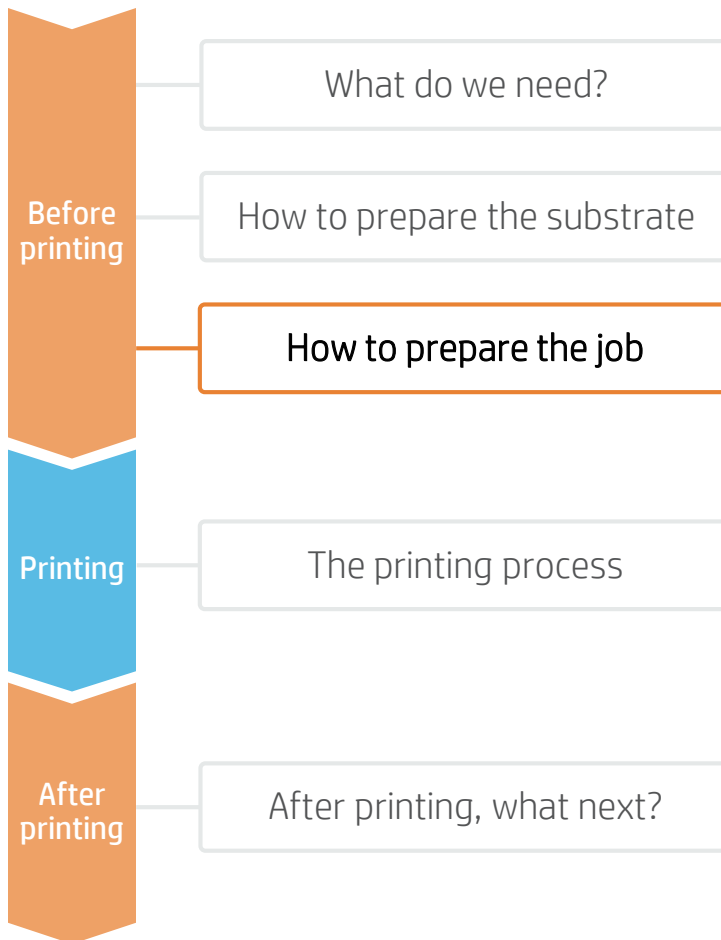 What do we need?
Before
printing
How to prepare the substrate
How to prepare the job
Printing
The printing process
After
printing
After printing, what next?